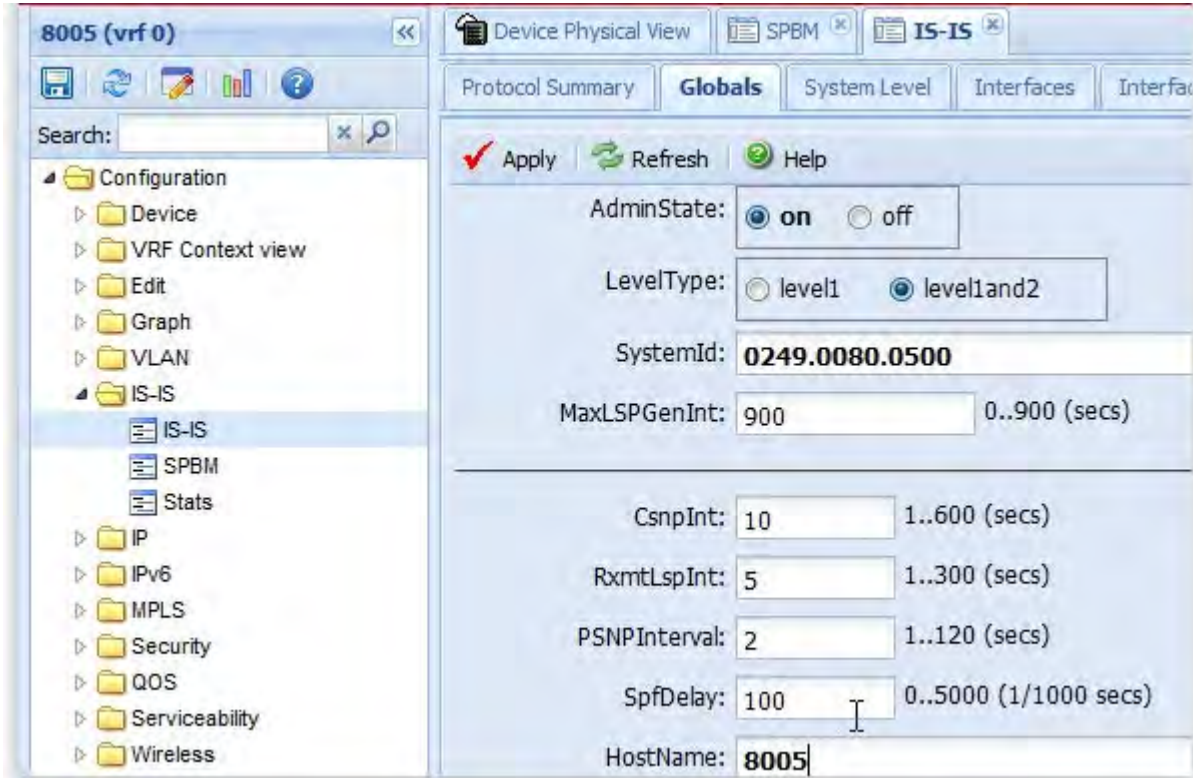 8005 (vrf 0)
Search:
Configuration
Device
VRF Context view
Edit
Graph
VLAN
IS-IS
IS-IS
SPBM
Stats
IP
IPv6
MPLS
Security
QOS
Serviceability
Wireless
Device Physical View SPBM IS-IS
Protocol Summary Globals System Level Interfaces
Apply Refresh Help
AdminState: on off
LevelType: level1 level1and2
SystemId: 0249.0080.0500
MaxLSPGenInt: 900 0..900 (secs)
CsnpInt: 10 1..600 (secs)
RxmtLspInt: 5 1..300 (secs)
PSNPInterval: 2 1..120 (secs)
SpfDelay: 100 0..5000 (1/1000 secs)
HostName: 8005